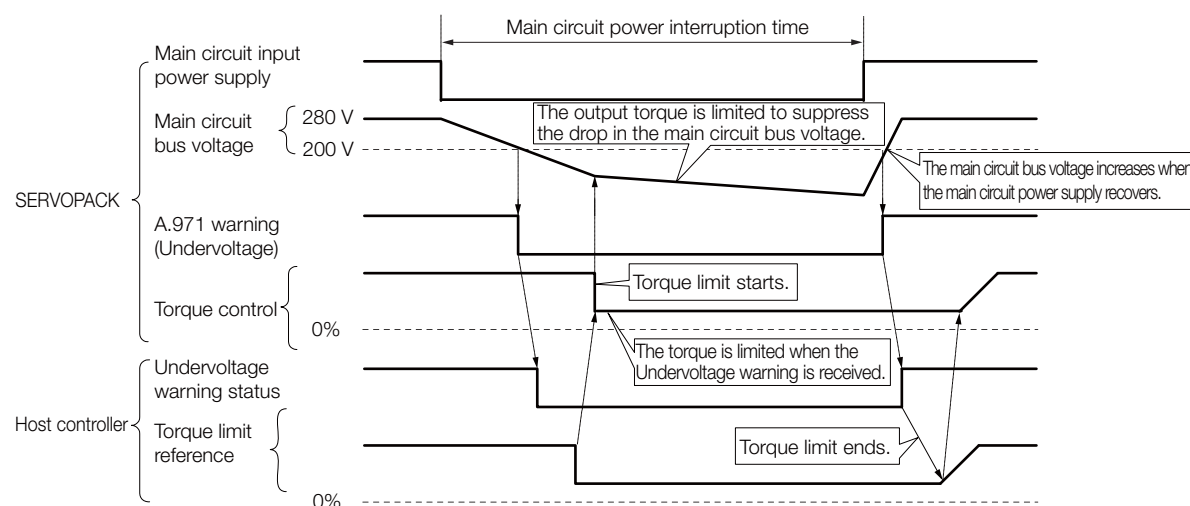 Main circuit power interruption time
Main circuit input
power supply
Main circuit
bus voltage
280 V
200 V
The output torque is limited to suppress
the drop in the main circuit bus voltage.
The main circuit bus voltage increases when
the main circuit power supply recovers.
SERVOPACK
A.971 warning
(Undervoltage)
Torque limit starts.
Torque control
0%
The torque is limited when the
Undervoltage warning is received.
Undervoltage
warning status
Host controller
Torque limit
reference
Torque limit ends.
0%